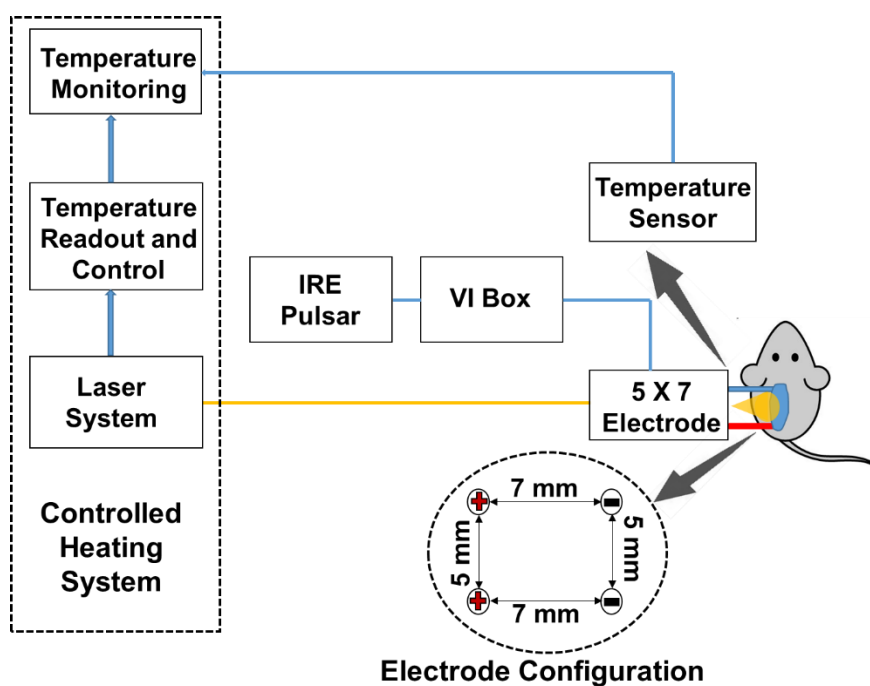 Temperature
Monitoring
Temperature
Readout and
Control
Laser
System
Controlled
Heating
System
IRE
Pulsar
VI Box
Temperature
Sensor
5 X 7
Electrode
7 mm
5 mm
5 mm
7 mm
+
-
+
-
Electrode Configuration